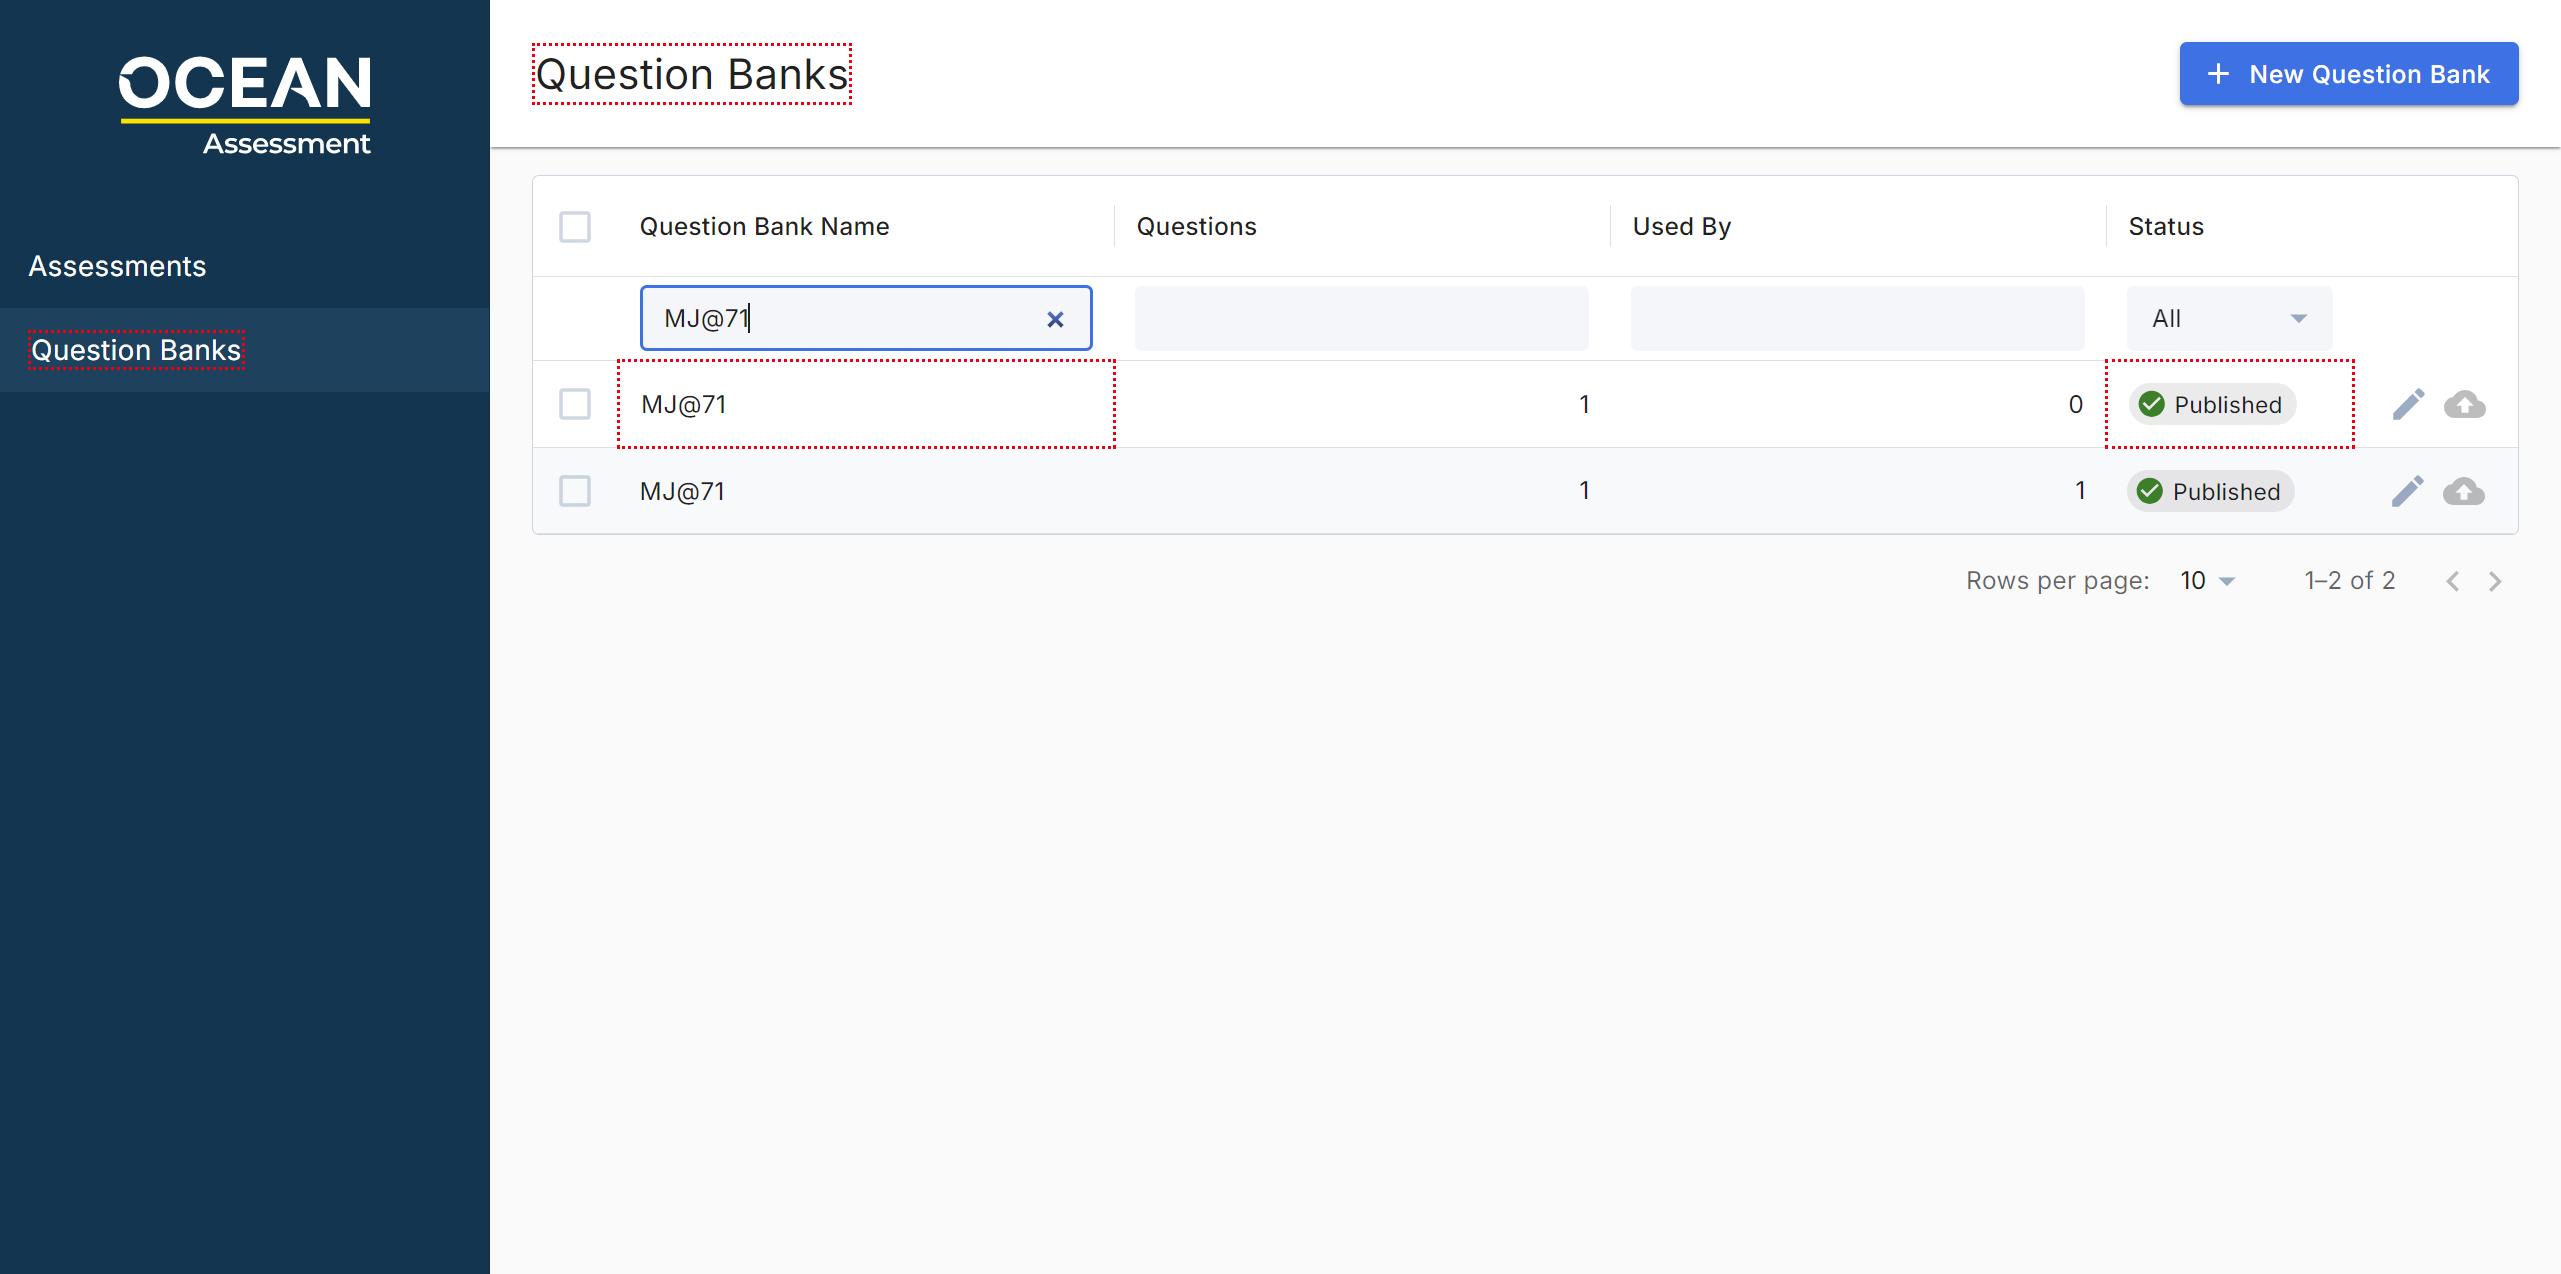 OCEAN
Assessment
Assessments
Question Banks
Question Banks
+ New Question Bank
Question Bank Name Questions Used By Status
MJ@71 All
MJ@71 1 0 Published
MJ@71 1 1 Published
Rows per page: 10 1–2 of 2